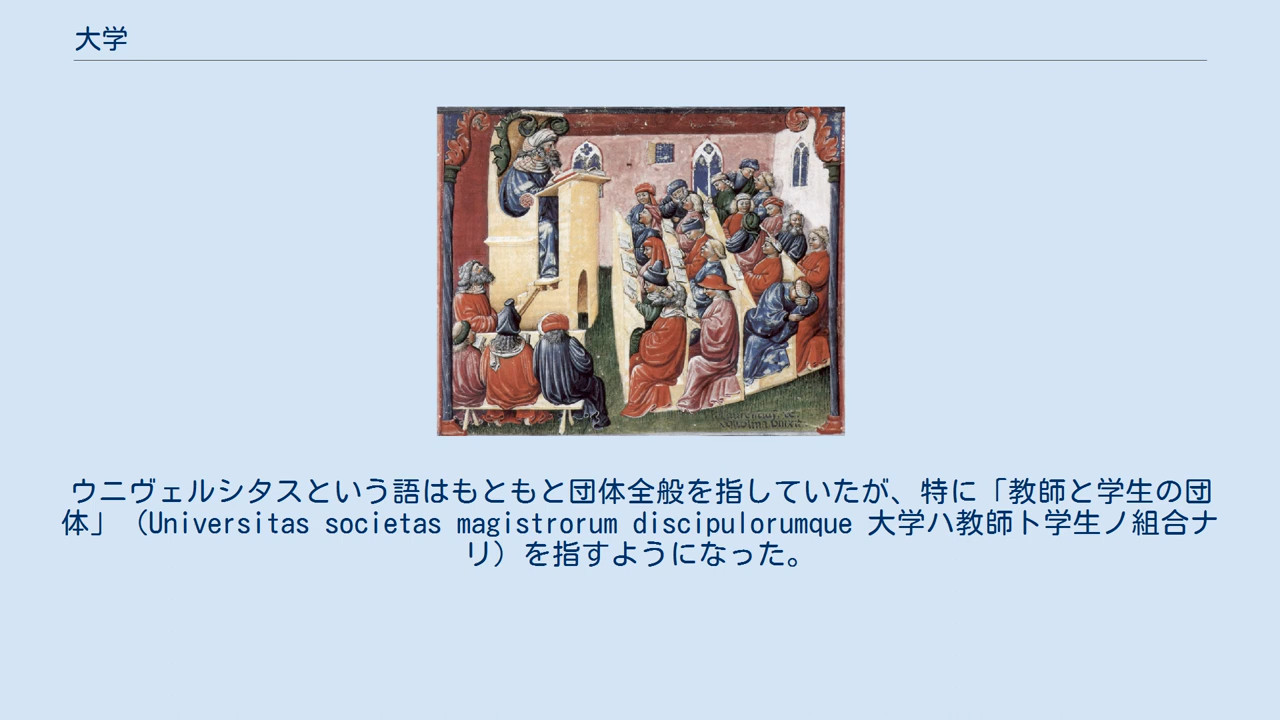 大学
ウニヴェルシタスという語はもともと団体全般を指していたが、特に「教師と学生の団
体」（Universitas societas magistrorum discipulorumque 大学ハ教師ト学生ノ組合ナ
リ）を指すようになった。